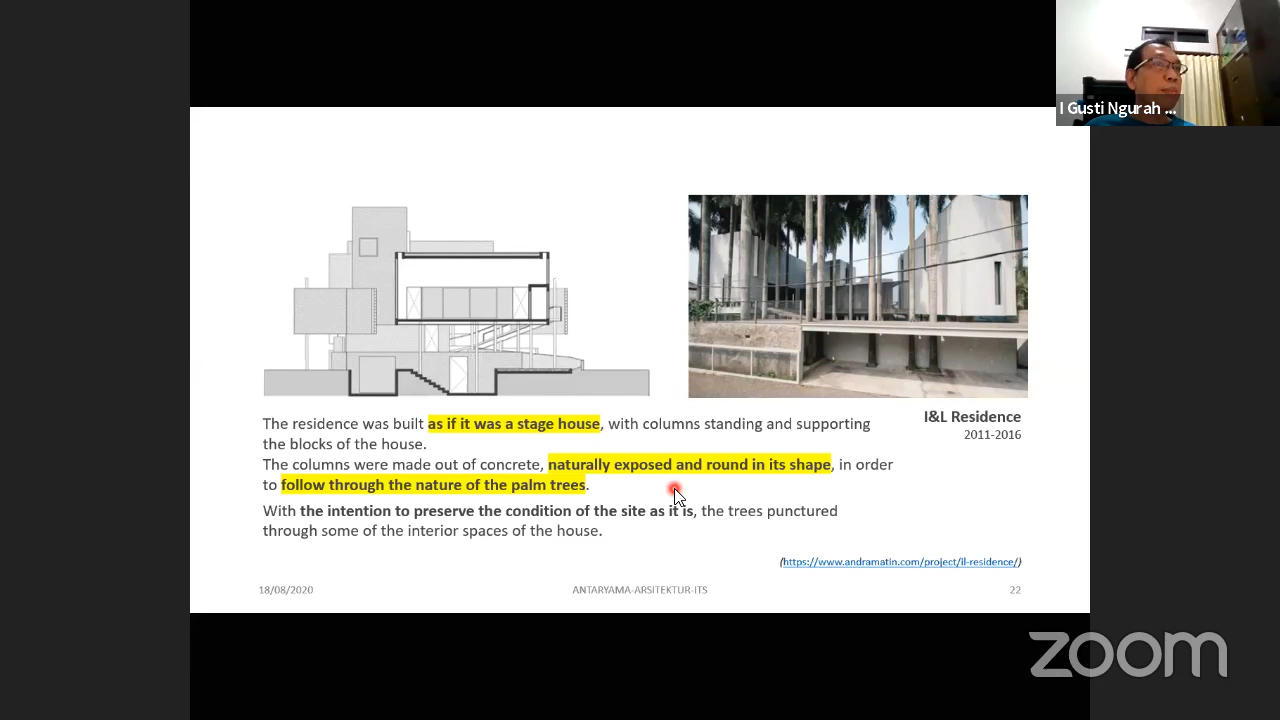 I Gusti Ngurah ...
I&L Residence
2011-2016
The residence was built as if it was a stage house, with columns standing and supporting
the blocks of the house.
The columns were made out of concrete, naturally exposed and round in its shape, in order
to follow through the nature of the palm trees.
With the intention to preserve the condition of the site as it is, the trees punctured
through some of the interior spaces of the house.
(https://www.andramatin.com/project/il-residence/)
18/08/2020
ANTARYAMA-ARSITEKTUR-ITS
22
zoom